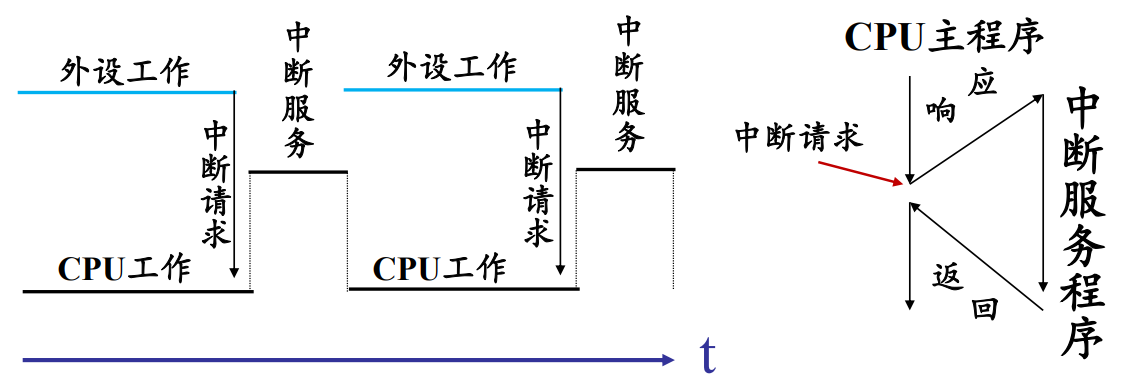 外设工作
中断请求
中断服务
CPU工作
外设工作
中断请求
中断服务
CPU工作
t
CPU主程序
响应
中断请求
中断服务程序
返回